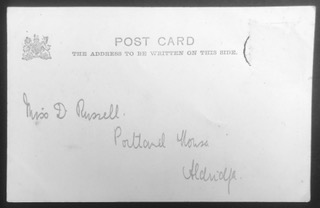 POST CARD
THE ADDRESS TO BE WRITTEN ON THIS SIDE.
Miss D. Russell.
Portland House
Aldridge.